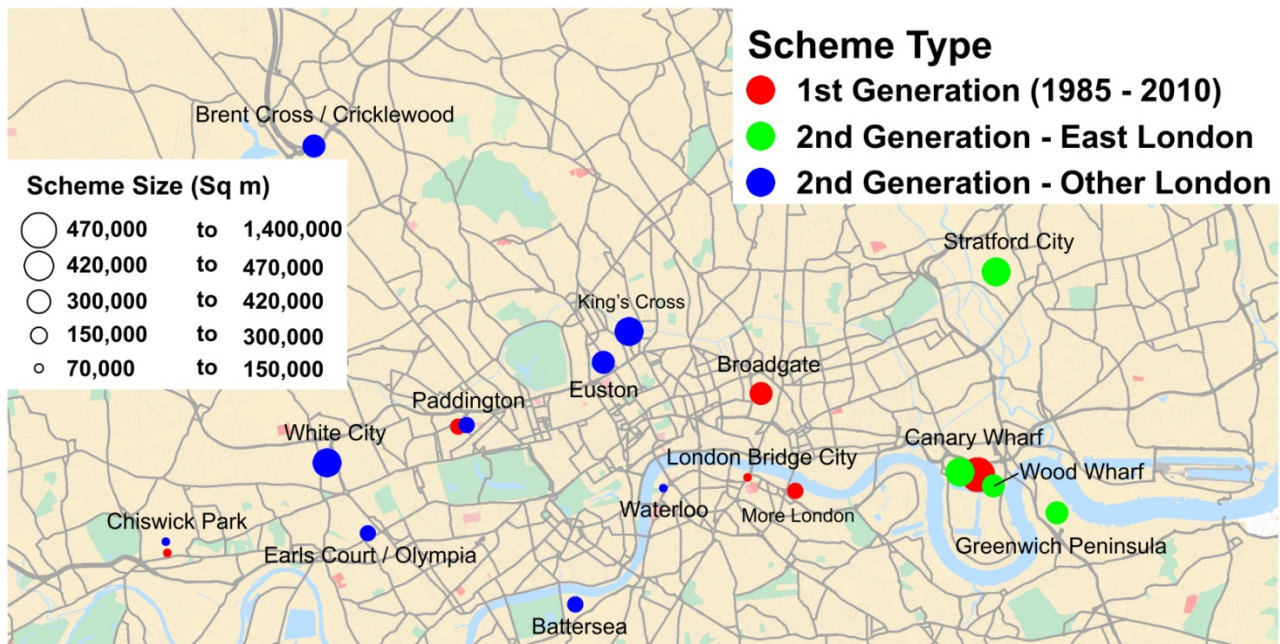 Scheme Type
1st Generation (1985 - 2010)
2nd Generation - East London
2nd Generation - Other London
Brent Cross / Cricklewood
Scheme Size (Sq m)
470,000 to 1,400,000
420,000 to 470,000
300,000 to 420,000
150,000 to 300,000
70,000 to 150,000
Stratford City
King's Cross
Broadgate
Euston
Paddington
White City
Canary Wharf
London Bridge City
Wood Wharf
Waterloo
More London
Chiswick Park
Earls Court / Olympia
Greenwich Peninsula
Battersea